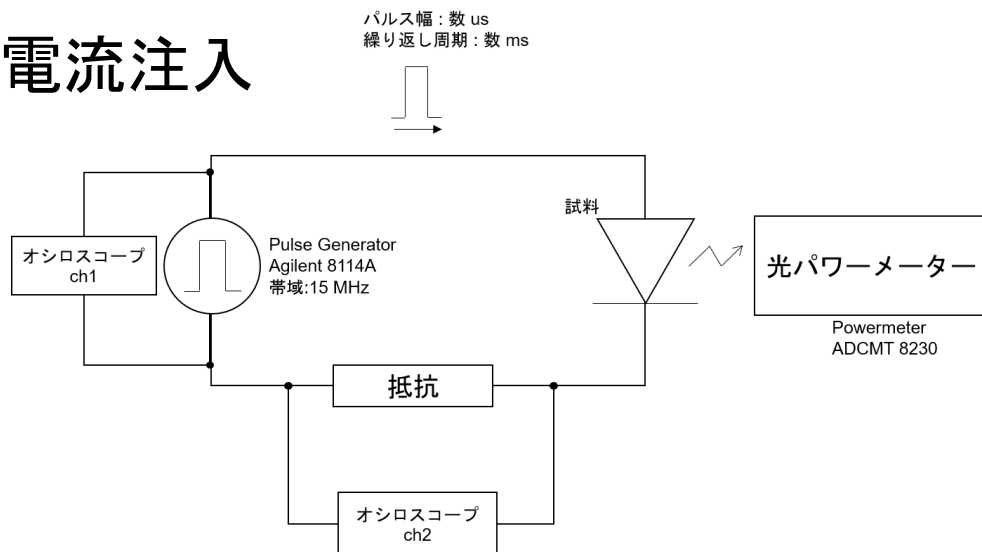 電流注入
パルス幅 : 数 us
繰り返し周期 : 数 ms
オシロスコープ
ch1
Pulse Generator
Agilent 8114A
帯域:15 MHz
試料
光パワーメーター
Powermeter
ADCMT 8230
抵抗
オシロスコープ
ch2